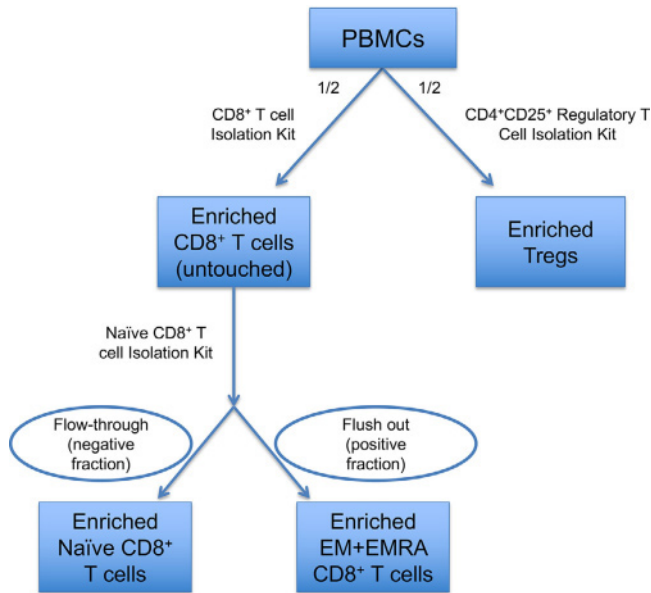 PBMCs
1/2
1/2
CD8⁺ T cell
Isolation Kit
CD4⁺CD25⁺ Regulatory T
Cell Isolation Kit
Enriched
CD8⁺ T cells
(untouched)
Enriched
Tregs
Naïve CD8⁺ T
cell Isolation Kit
Flow-through
(negative
fraction)
Flush out
(positive
fraction)
Enriched
Naïve CD8⁺
T cells
Enriched
EM+EMRA
CD8⁺ T cells